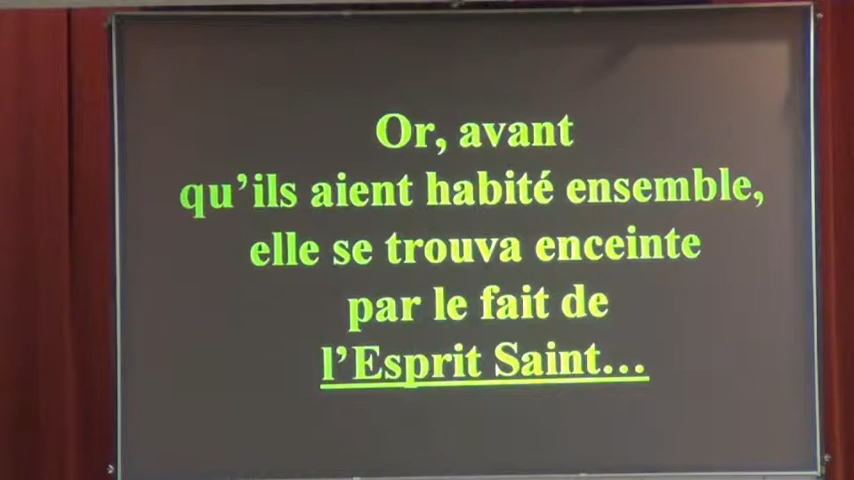 Or, avant
qu’ils aient habité ensemble,
elle se trouva enceinte
par le fait de
l’Esprit Saint...